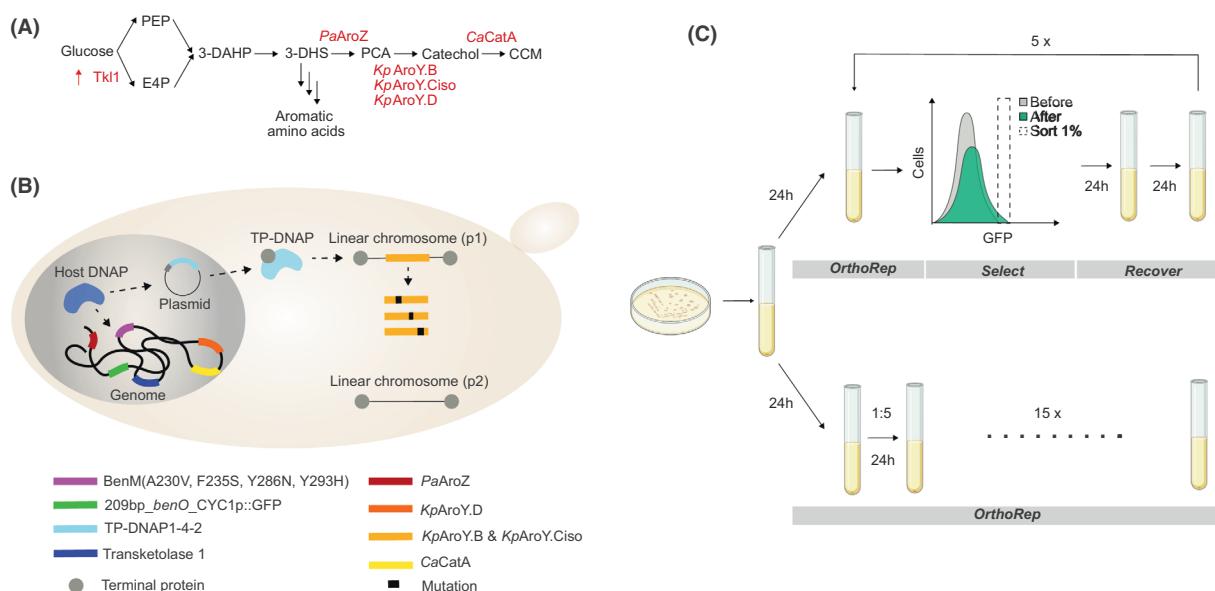 (A)
PEP
Glucose
↑ Tkl1
E4P
3-DAHP
3-DHS
PaAroZ
PCA
KpAroY.B
KpAroY.Ciso
KpAroY.D
Catechol
CaCatA
CCM
Aromatic
amino acids
(B)
Host DNAP
Plasmid
Genome
TP-DNAP
Linear chromosome (p1)
Linear chromosome (p2)
BenM(A230V, F235S, Y286N, Y293H)
209bp_benO_CYC1p::GFP
TP-DNAP1-4-2
Transketolase 1
Terminal protein
PaAroZ
KpAroY.D
KpAroY.B & KpAroY.Ciso
CaCatA
Mutation
(C)
5 x
24h
Cells
GFP
Before
After
Sort 1%
24h
24h
OrthoRep
Select
Recover
24h
1:5
24h
15 x
OrthoRep